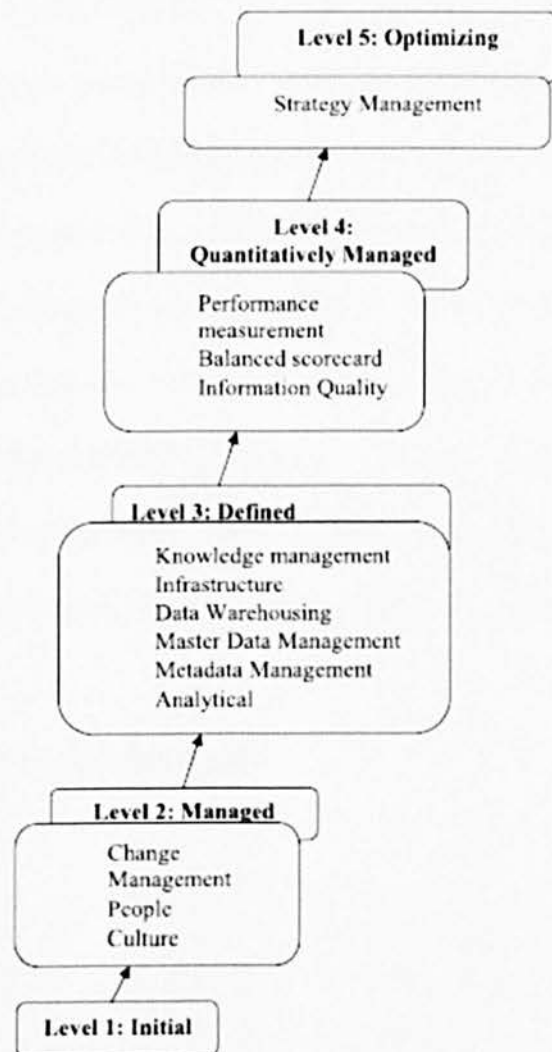 Level 5: Optimizing
Strategy Management
Level 4:
Quantitatively Managed
Performance
measurement
Balanced scorecard
Information Quality
Level 3: Defined
Knowledge management
Infrastructure
Data Warehousing
Master Data Management
Metadata Management
Analytical
Level 2: Managed
Change
Management
People
Culture
Level 1: Initial